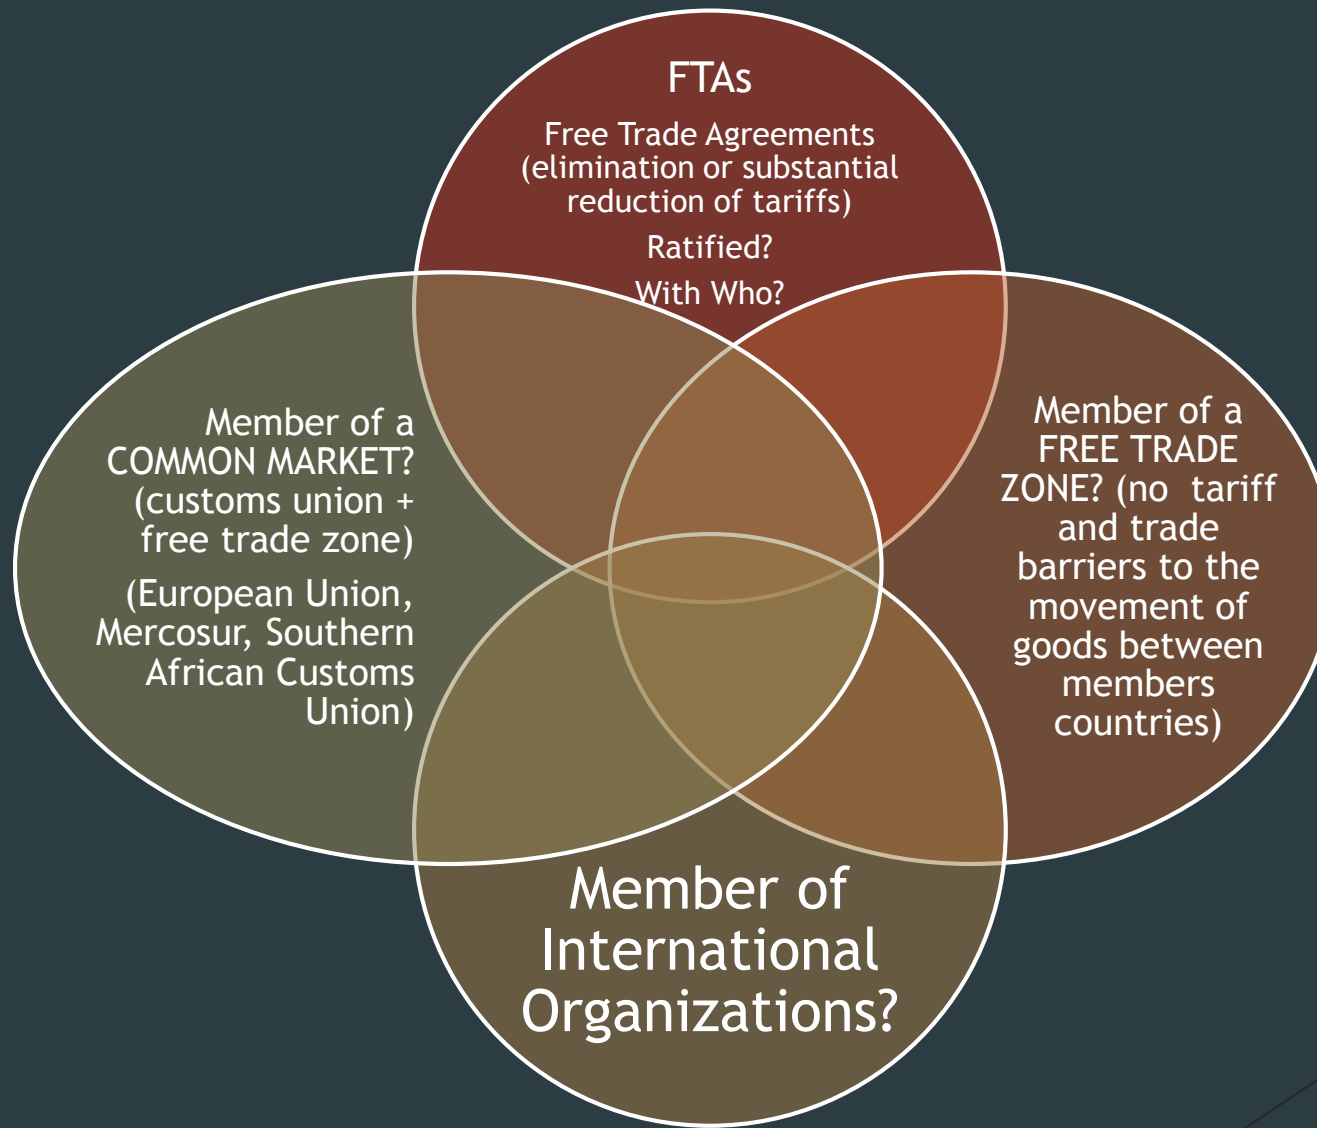 FTAs
Free Trade Agreements
(elimination or substantial
reduction of tariffs)
Ratified?
With Who?
Member of a
COMMON MARKET?
(customs union +
free trade zone)
(European Union,
Mercosur, Southern
African Customs
Union)
Member of a
FREE TRADE
ZONE? (no tariff
and trade
barriers to the
movement of
goods between
members
countries)
Member of
International
Organizations?